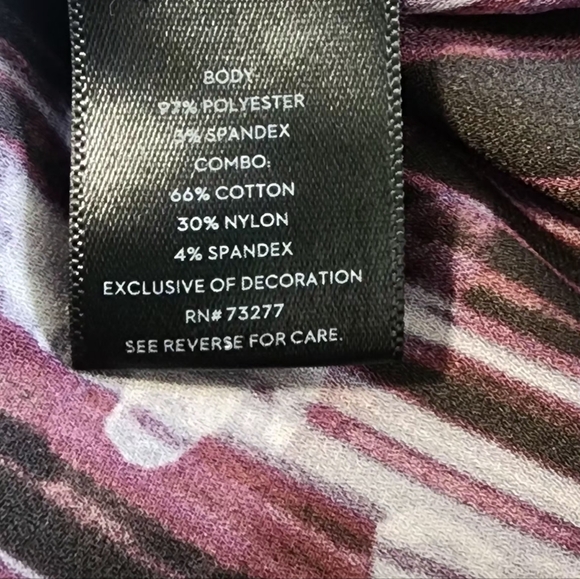 BODY:
97% POLYESTER
3% SPANDEX
COMBO:
66% COTTON
30% NYLON
4% SPANDEX
EXCLUSIVE OF DECORATION
RN# 73277
SEE REVERSE FOR CARE.